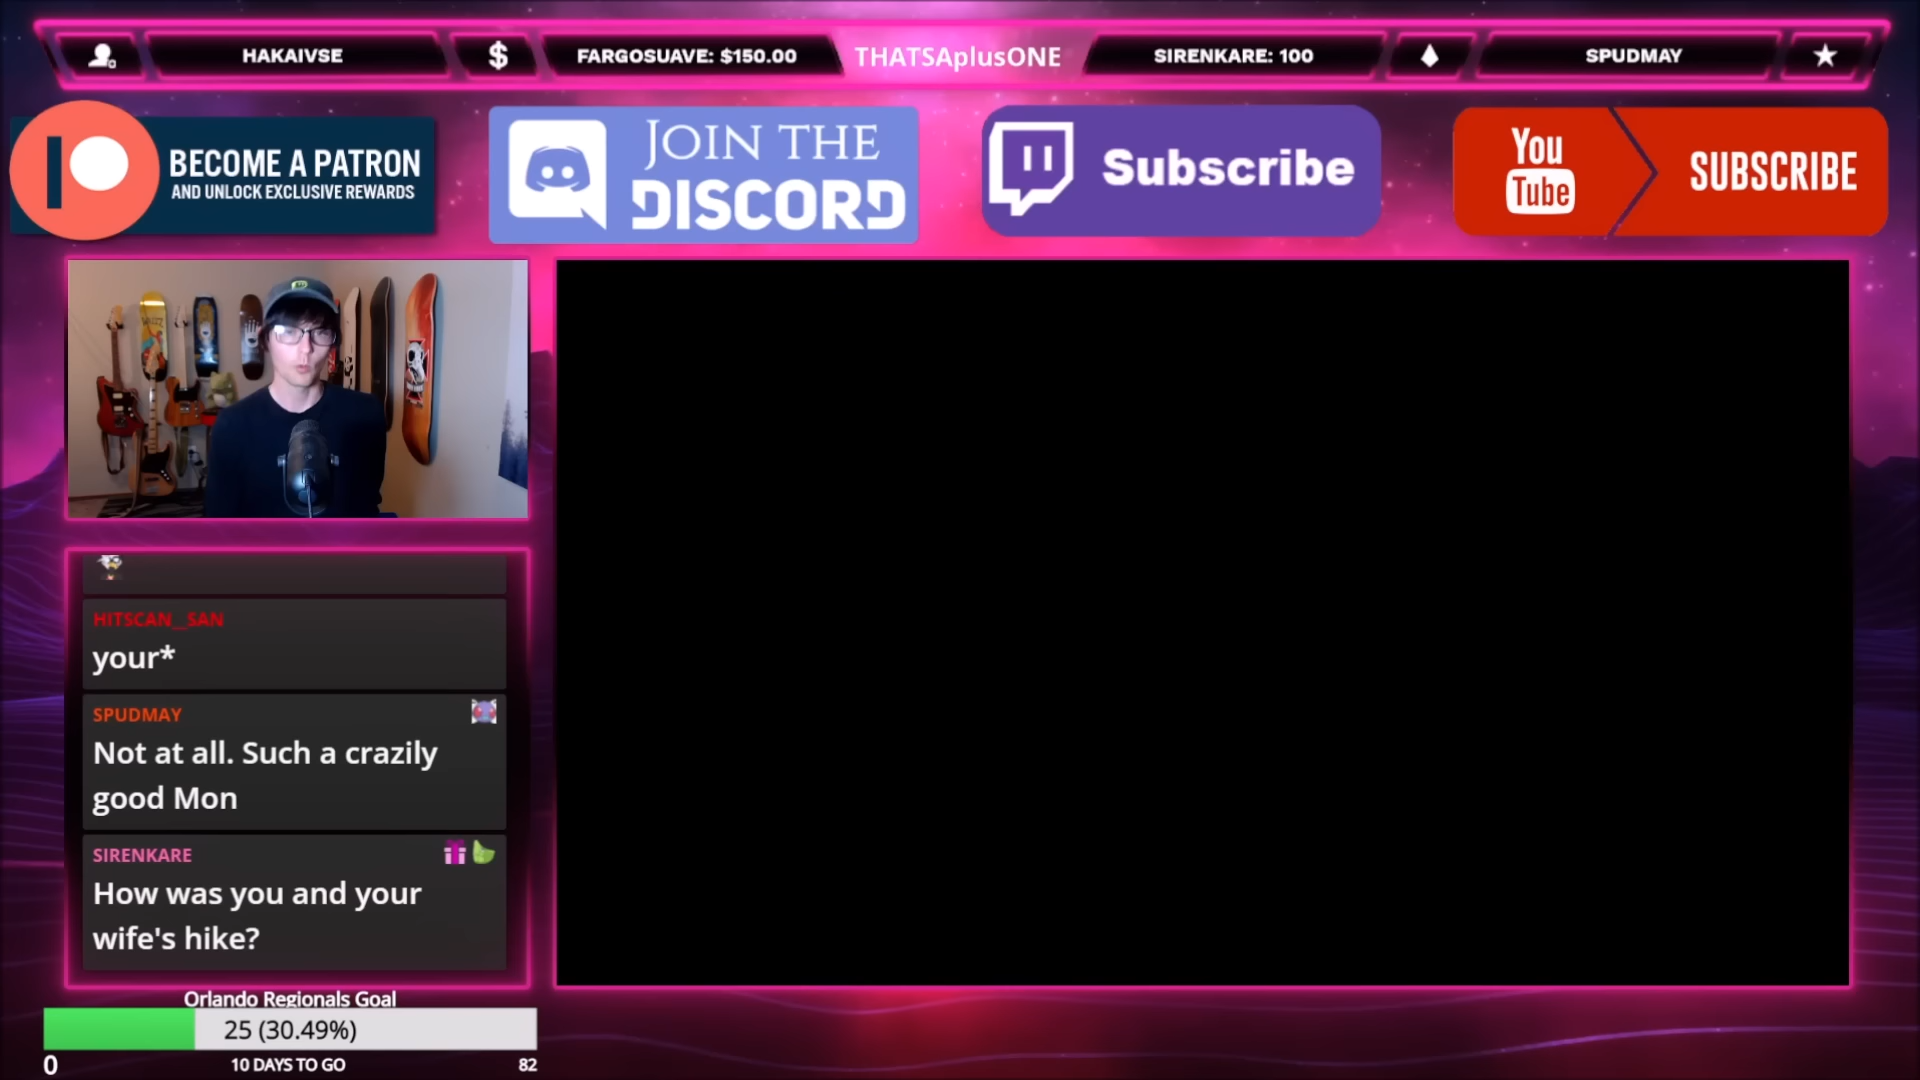 HAKAIVSE
$
FARGOSUAVE: $150.00
THATSAplusONE
SIRENKARE: 100
SPUDMAY
BECOME A PATRON
AND UNLOCK EXCLUSIVE REWARDS
JOIN THE
DISCORD
Subscribe
You
Tube
SUBSCRIBE
HITSCAN__SAN
your*
SPUDMAY
Not at all. Such a crazily
good Mon
SIRENKARE
How was you and your
wife's hike?
Orlando Regionals Goal
25 (30.49%)
0
10 DAYS TO GO
82